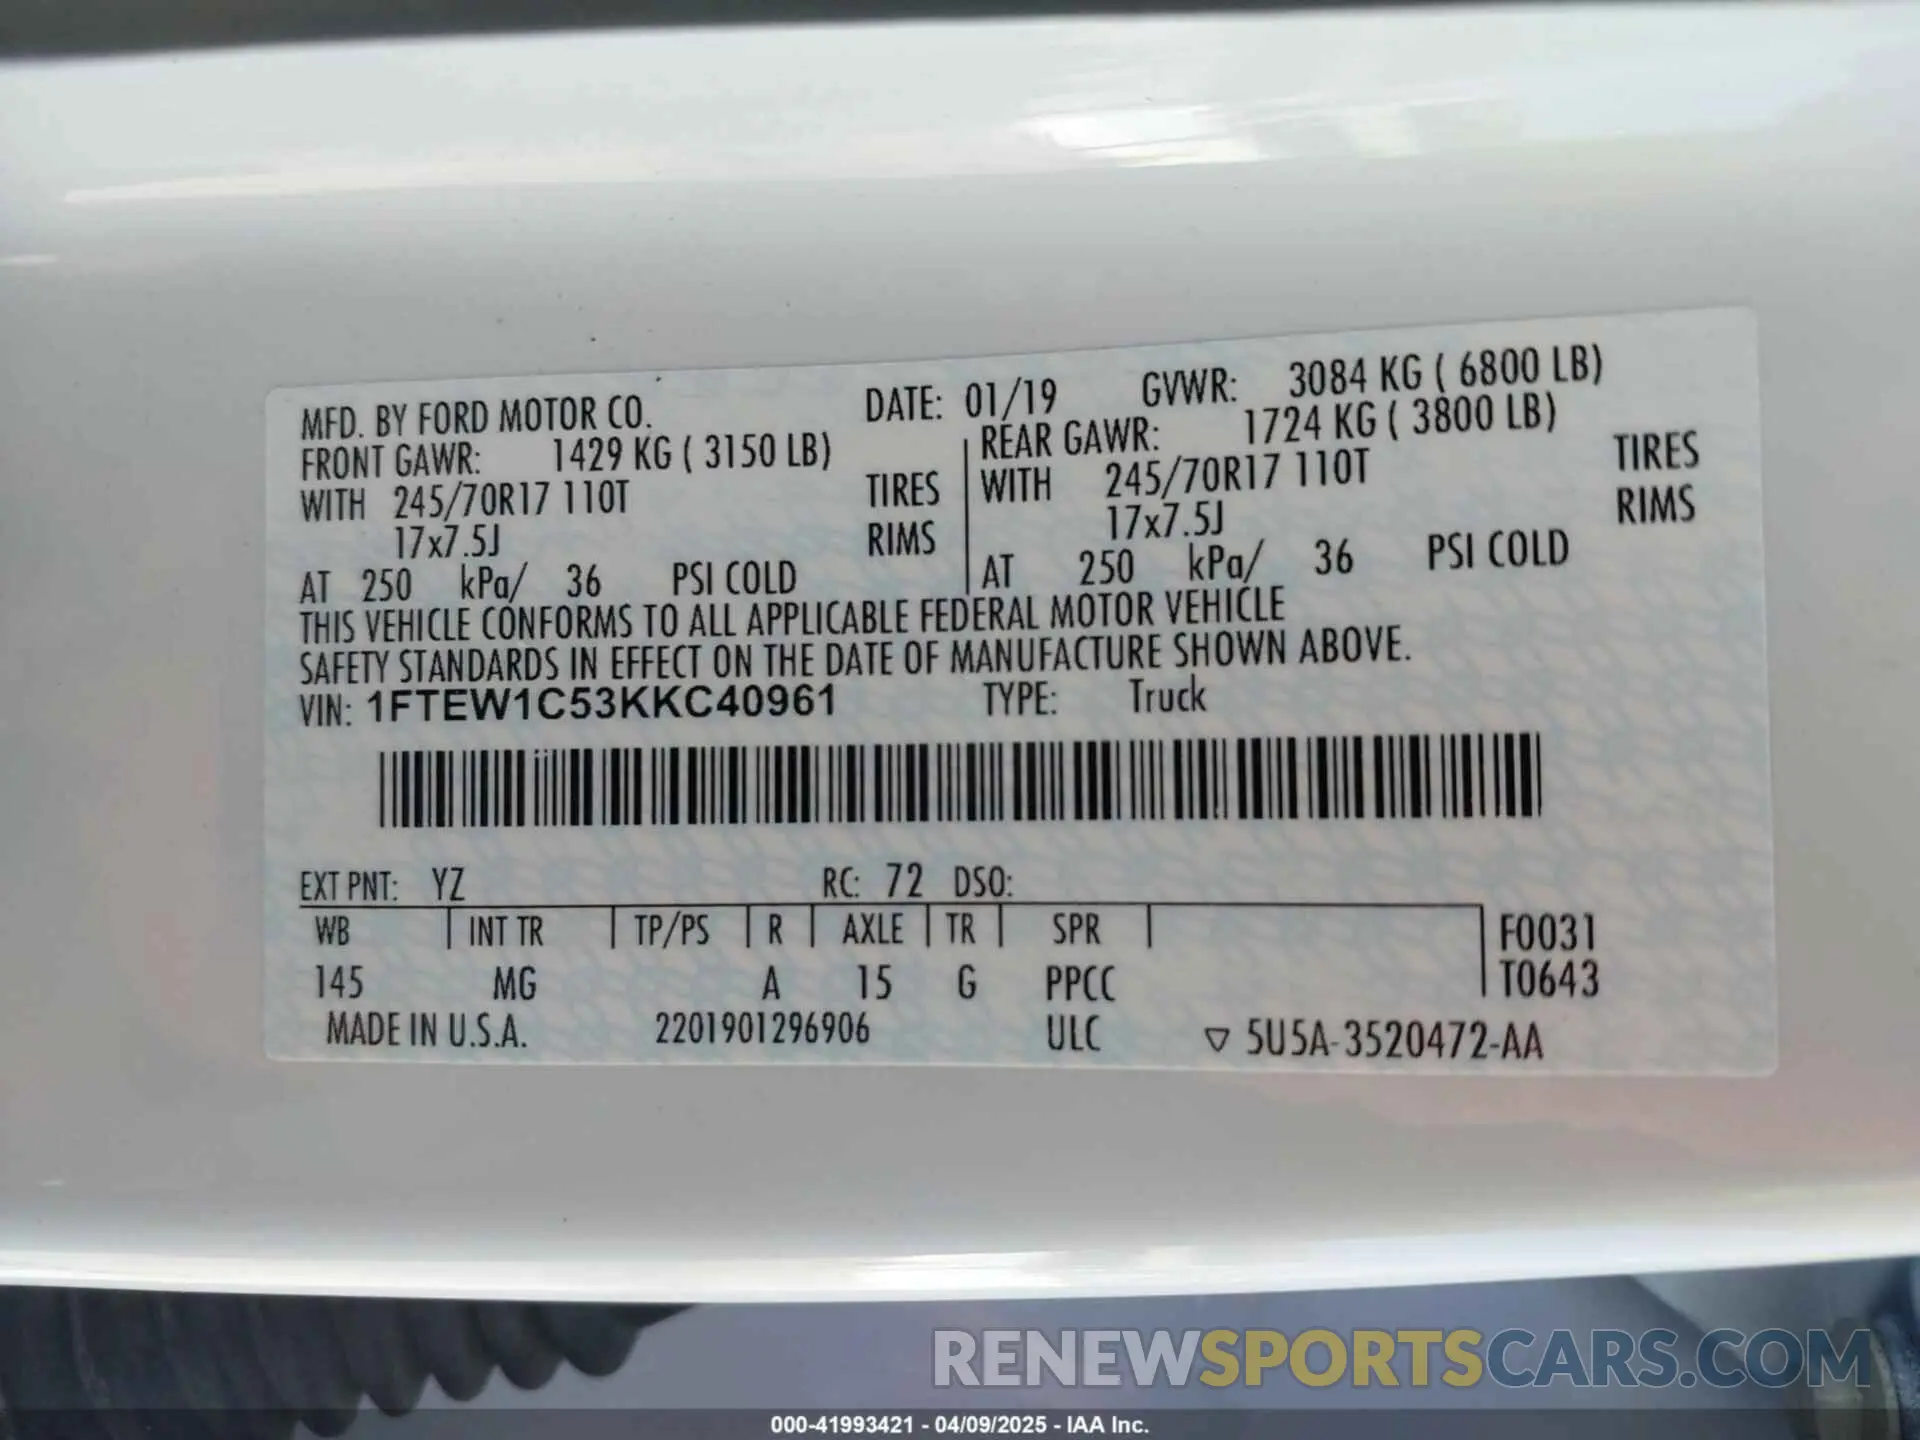 MFD. BY FORD MOTOR CO. DATE: 01/19 GVWR: 3084 KG ( 6800 LB)
FRONT GAWR: 1429 KG ( 3150 LB) REAR GAWR: 1724 KG ( 3800 LB)
WITH 245/70R17 110T TIRES WITH 245/70R17 110T TIRES
17x7.5J RIMS 17x7.5J RIMS
AT 250 kPa/ 36 PSI COLD AT 250 kPa/ 36 PSI COLD
THIS VEHICLE CONFORMS TO ALL APPLICABLE FEDERAL MOTOR VEHICLE
SAFETY STANDARDS IN EFFECT ON THE DATE OF MANUFACTURE SHOWN ABOVE.
VIN: 1FTEW1C53KKC40961 TYPE: Truck
EXT PNT: YZ RC: 72 DSO:
WB INT TR TP/PS R AXLE TR SPR F0031
145 MG A 15 G PPCC T0643
MADE IN U.S.A. 2201901296906 ULC ▽ 5U5A-3520472-AA
RENEWSPORTSCARS.COM
000-41993421 - 04/09/2025 - IAA Inc.